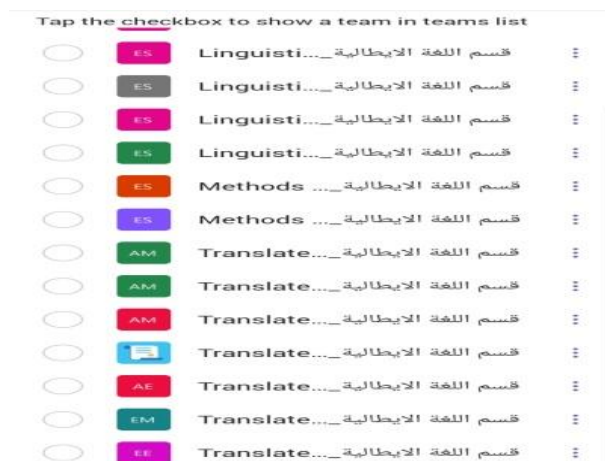 Tap the checkbox to show a team in teams list
ES Linguisti..._قسم اللغة الايطالية
ES Linguisti..._قسم اللغة الايطالية
ES Linguisti..._قسم اللغة الايطالية
ES Linguisti..._قسم اللغة الايطالية
ES Methods ..._قسم اللغة الايطالية
ES Methods ..._قسم اللغة الايطالية
AM Translate..._قسم اللغة الايطالية
AM Translate..._قسم اللغة الايطالية
AM Translate..._قسم اللغة الايطالية
Translate..._قسم اللغة الايطالية
AE Translate..._قسم اللغة الايطالية
EM Translate..._قسم اللغة الايطالية
EE Translate..._قسم اللغة الايطالية